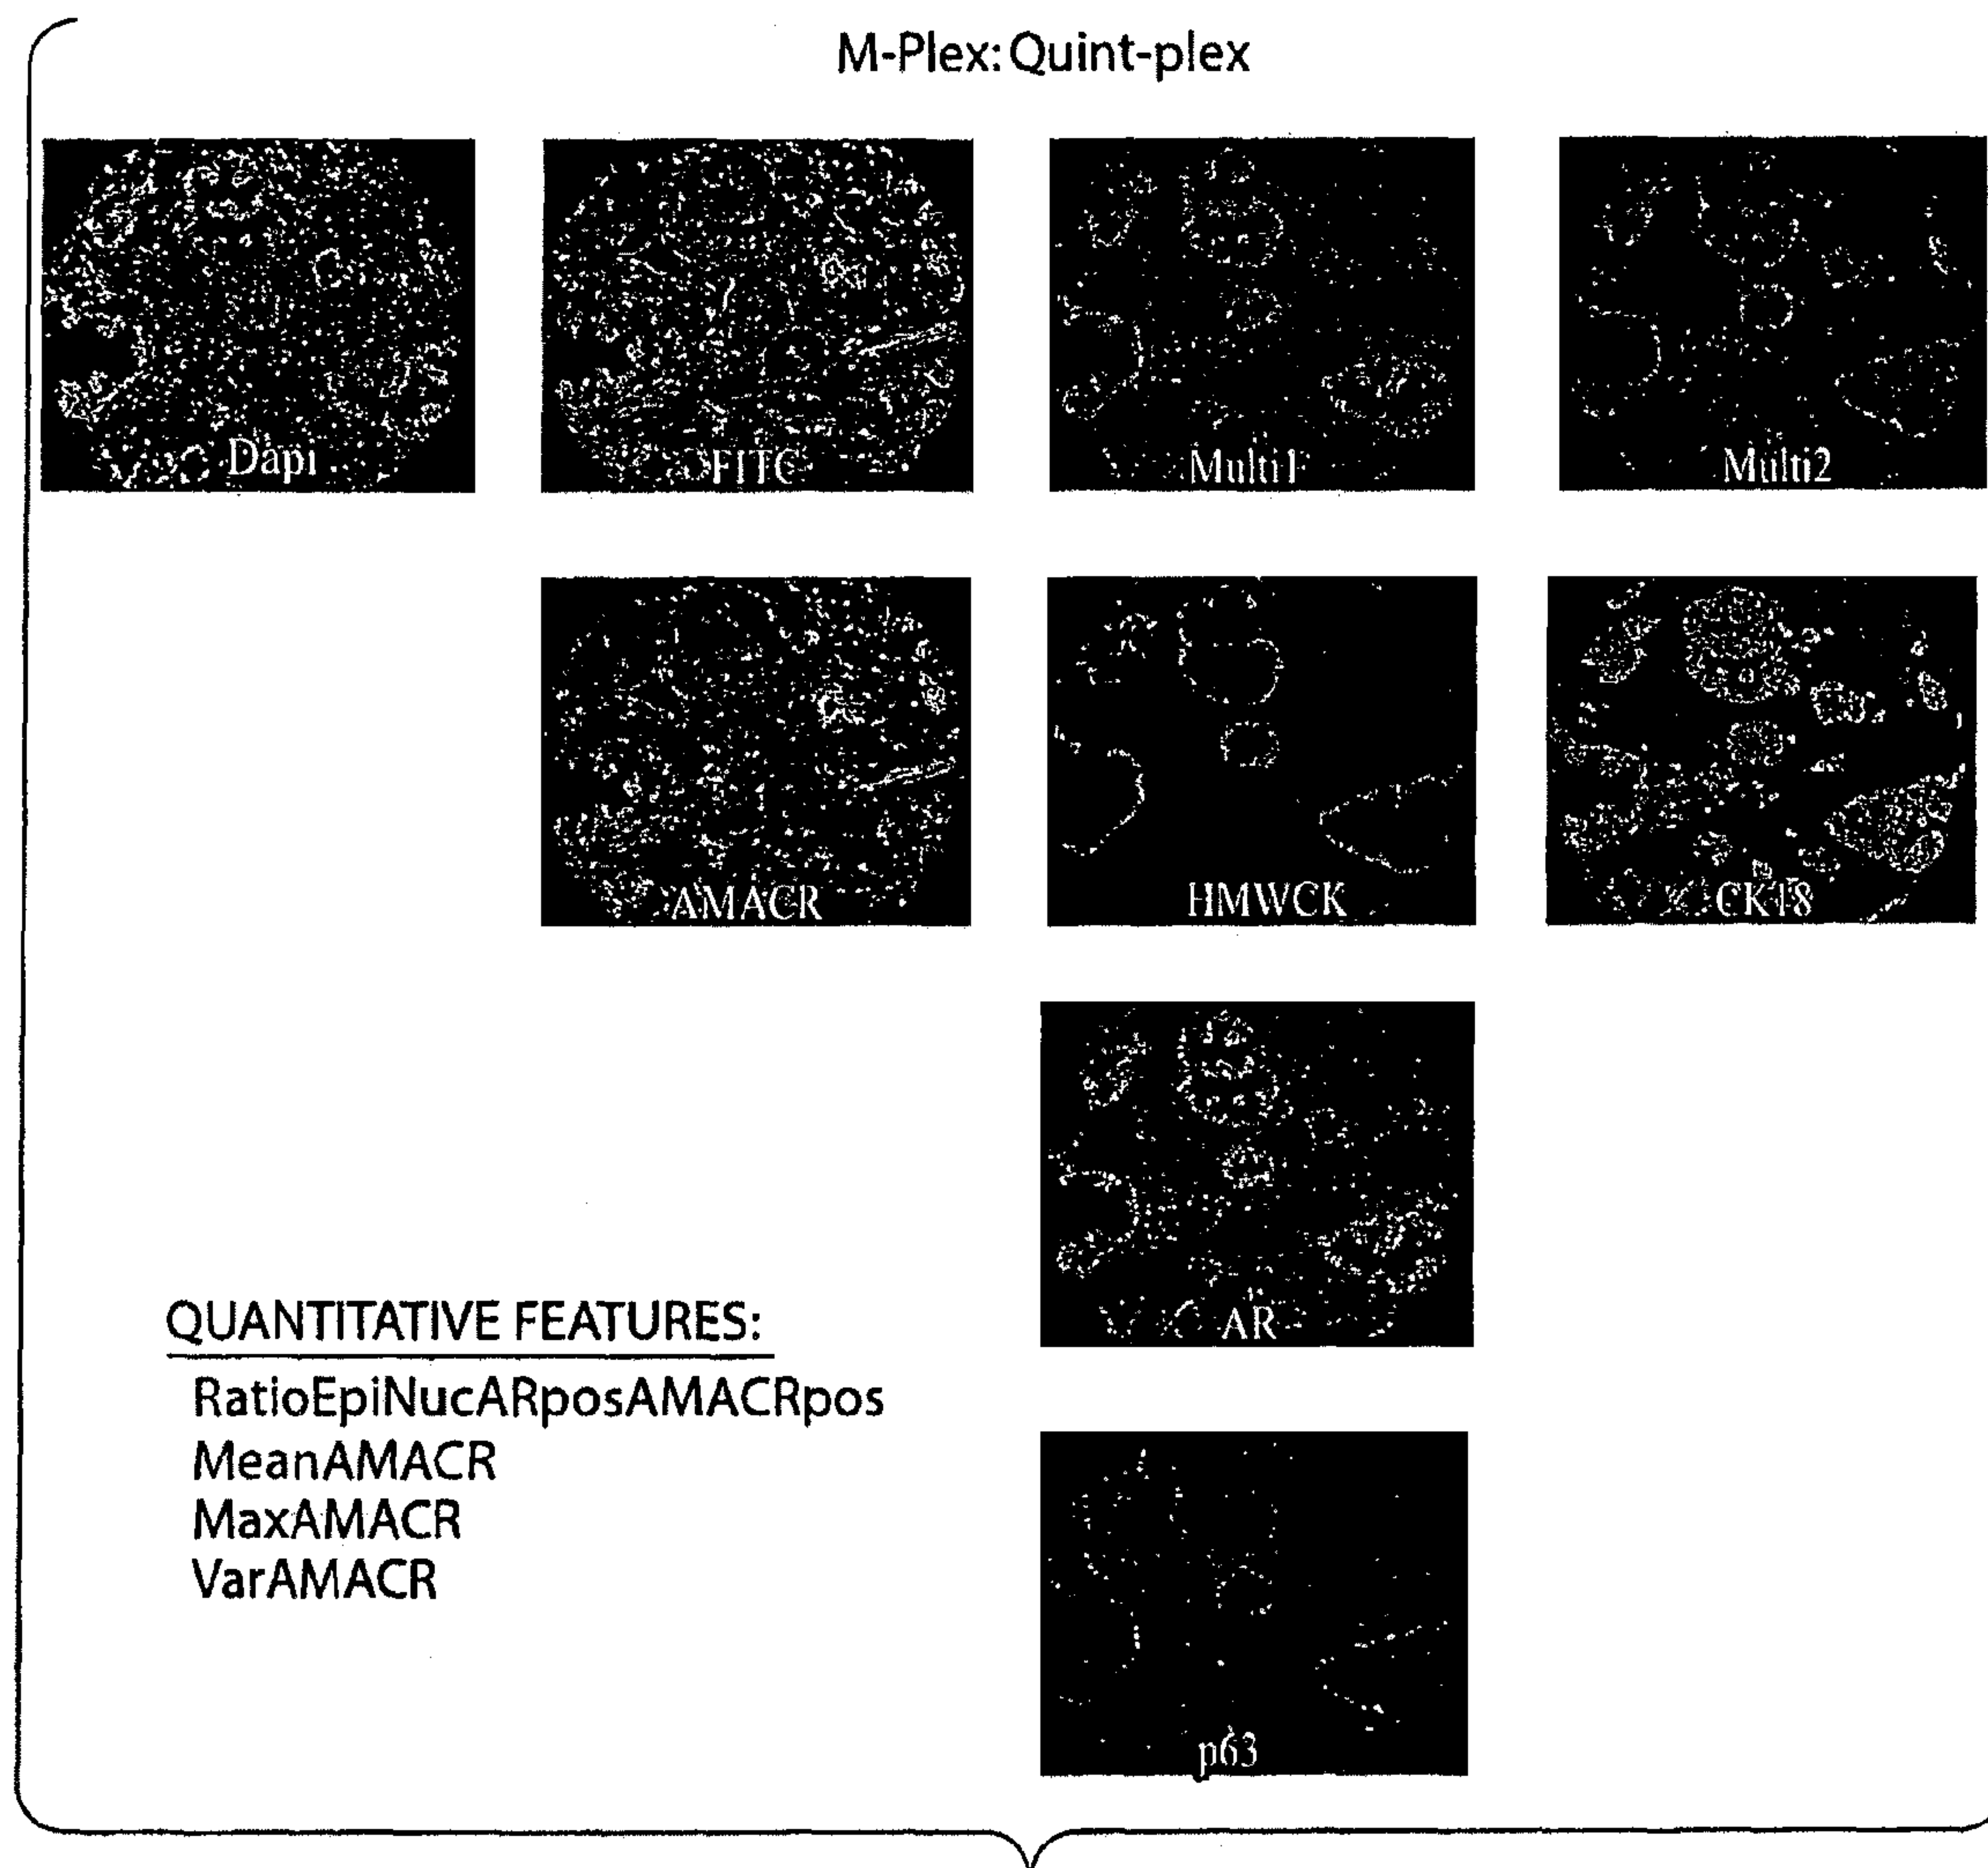 M-Plex: Quint-plex
Dapi
FITC
Multi1
Multi2
AMACR
HMWCK
CK18
AR
QUANTITATIVE FEATURES:
RatioEpiNucARposAMACRpos
MeanAMACR
MaxAMACR
VarAMACR
p63